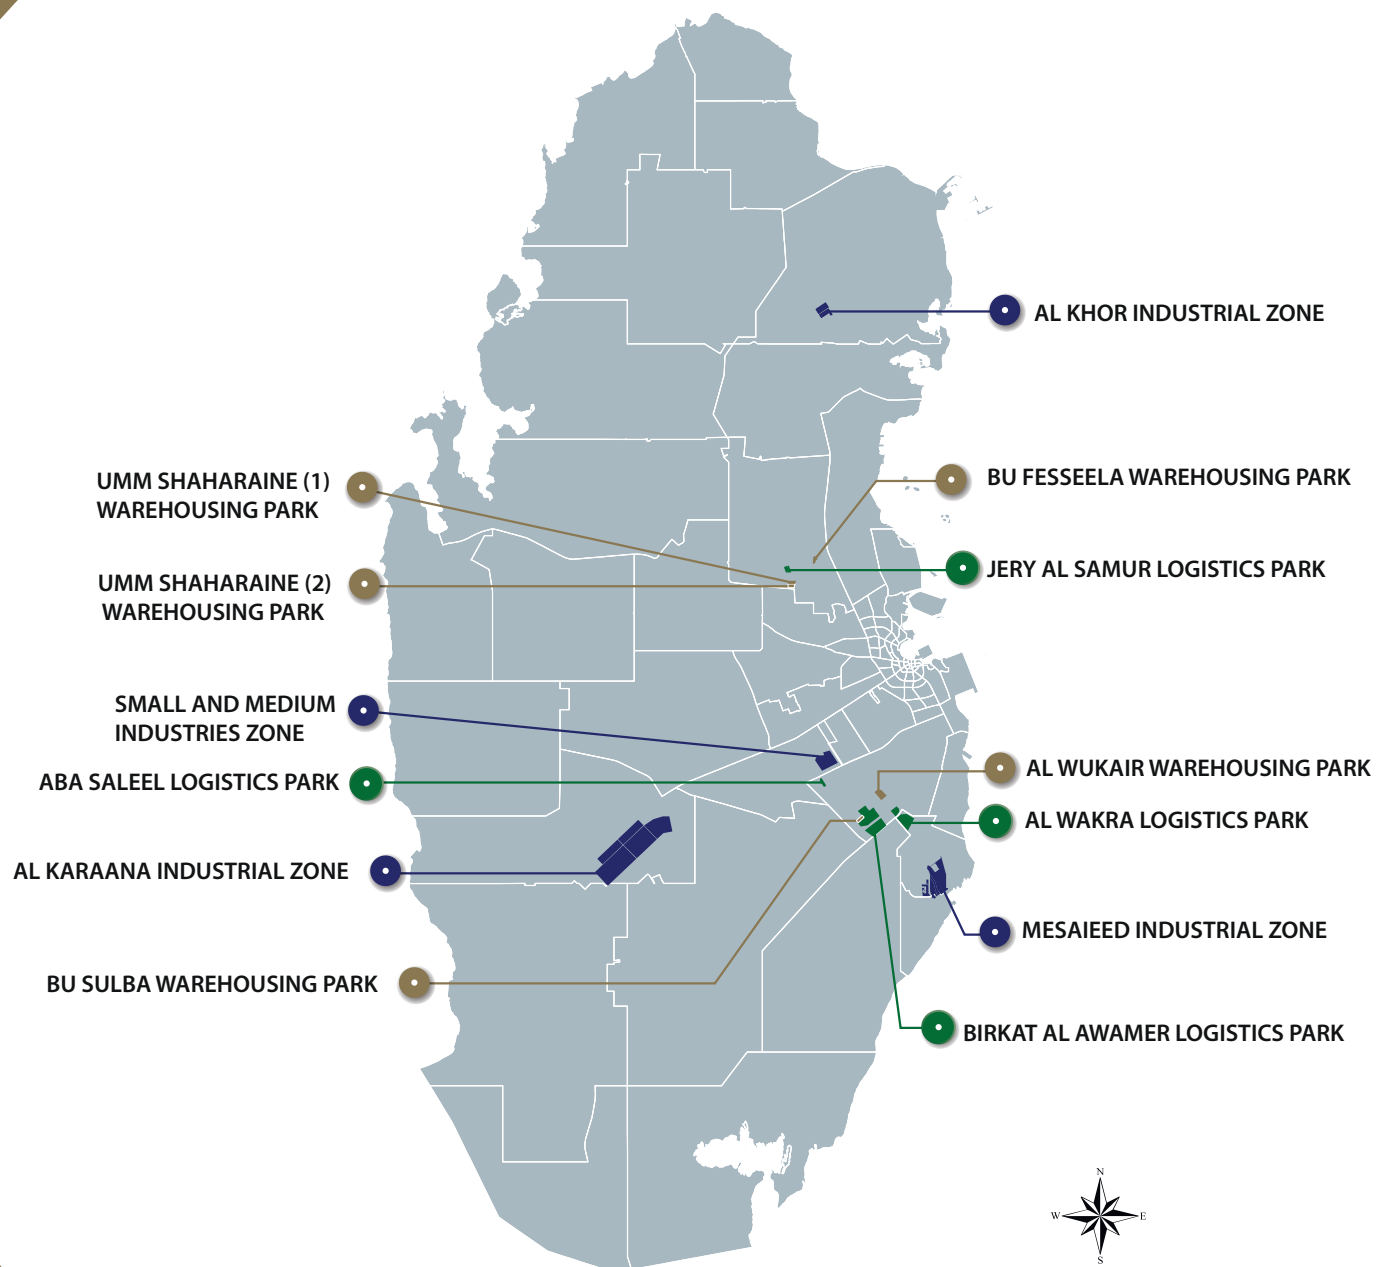 AL KHOR INDUSTRIAL ZONE
UMM SHAHARAINE (1)
WAREHOUSING PARK
BU FESSEELA WAREHOUSING PARK
JERY AL SAMUR LOGISTICS PARK
UMM SHAHARAINE (2)
WAREHOUSING PARK
SMALL AND MEDIUM
INDUSTRIES ZONE
ABA SALEEL LOGISTICS PARK
AL WUKAIR WAREHOUSING PARK
AL WAKRA LOGISTICS PARK
AL KARAANA INDUSTRIAL ZONE
MESAIEED INDUSTRIAL ZONE
BU SULBA WAREHOUSING PARK
BIRKAT AL AWAMER LOGISTICS PARK
N
W E
S